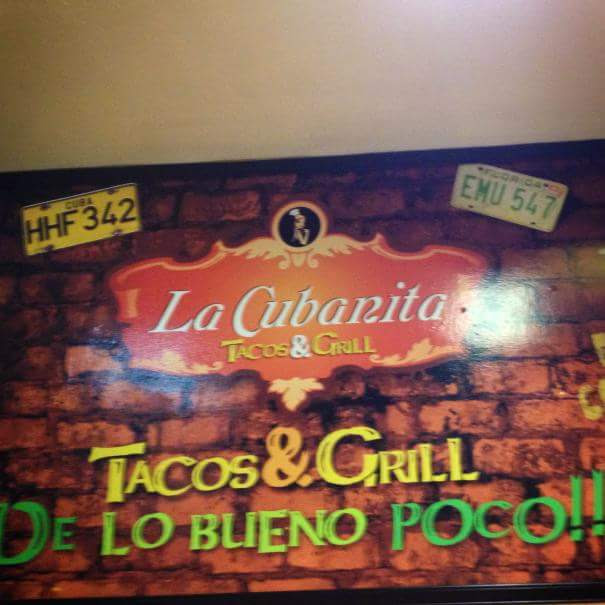 CUBA
HHF 342
FLORIDA
EMU 547
La Cubanita
TACOS & GRILL
TACOS & GRILL
DE LO BUENO POCO!!